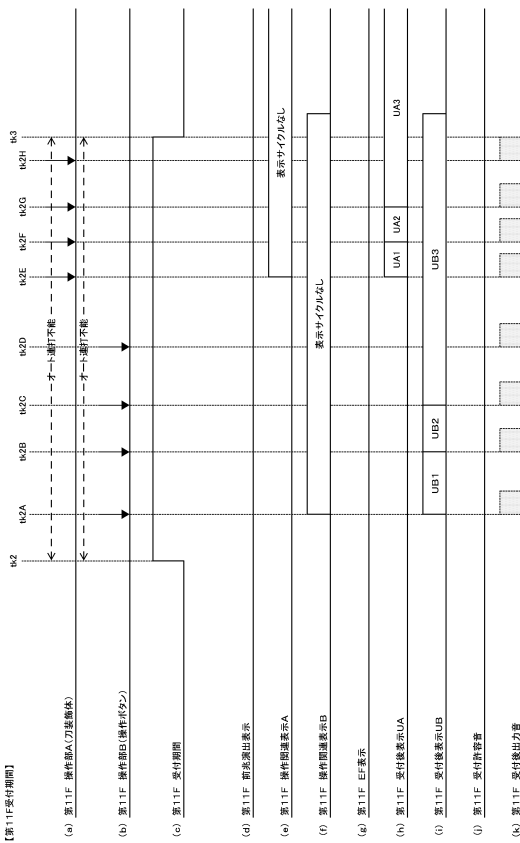 【第11F受付期間】
tk2
tk2A
tk2B
tk2C
tk2D
tk2E
tk2F
tk2G
tk2H
tk3
オート連打不能
オート連打不能
(a) 第11F 操作部A(刀装飾体)
(b) 第11F 操作部B(操作ボタン)
(c) 第11F 受付期間
(d) 第11F 前兆演出表示
(e) 第11F 操作関連表示A
表示サイクルなし
(f) 第11F 操作関連表示B
表示サイクルなし
(g) 第11F EF表示
(h) 第11F 受付後表示UA
UA1
UA2
UA3
(i) 第11F 受付後表示UB
UB1
UB2
UB3
(j) 第11F 受付許容音
(k) 第11F 受付後出力音